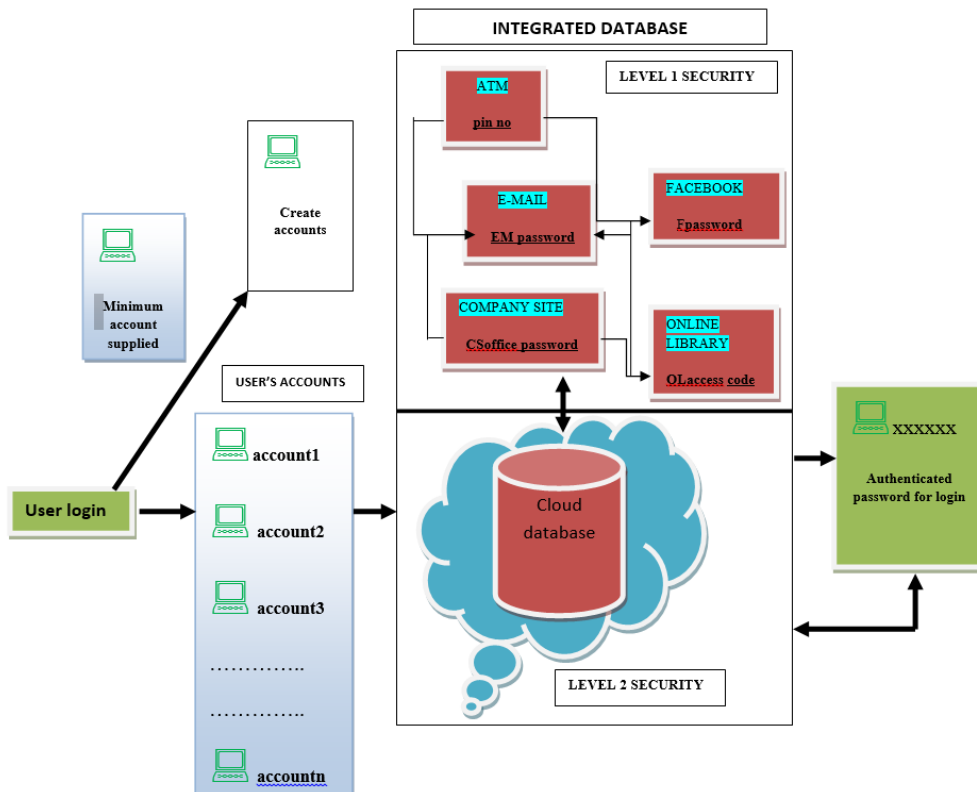 INTEGRATED DATABASE
LEVEL 1 SECURITY
ATM
pin no
E-MAIL
EM password
FACEBOOK
Fpassword
COMPANY SITE
CSoffice password
ONLINE
LIBRARY
OLaccess code
Create
accounts
Minimum
account
supplied
USER'S ACCOUNTS
User login
account1
account2
account3
…………..
…………..
accountn
Cloud
database
LEVEL 2 SECURITY
XXXXXX
Authenticated
password for login